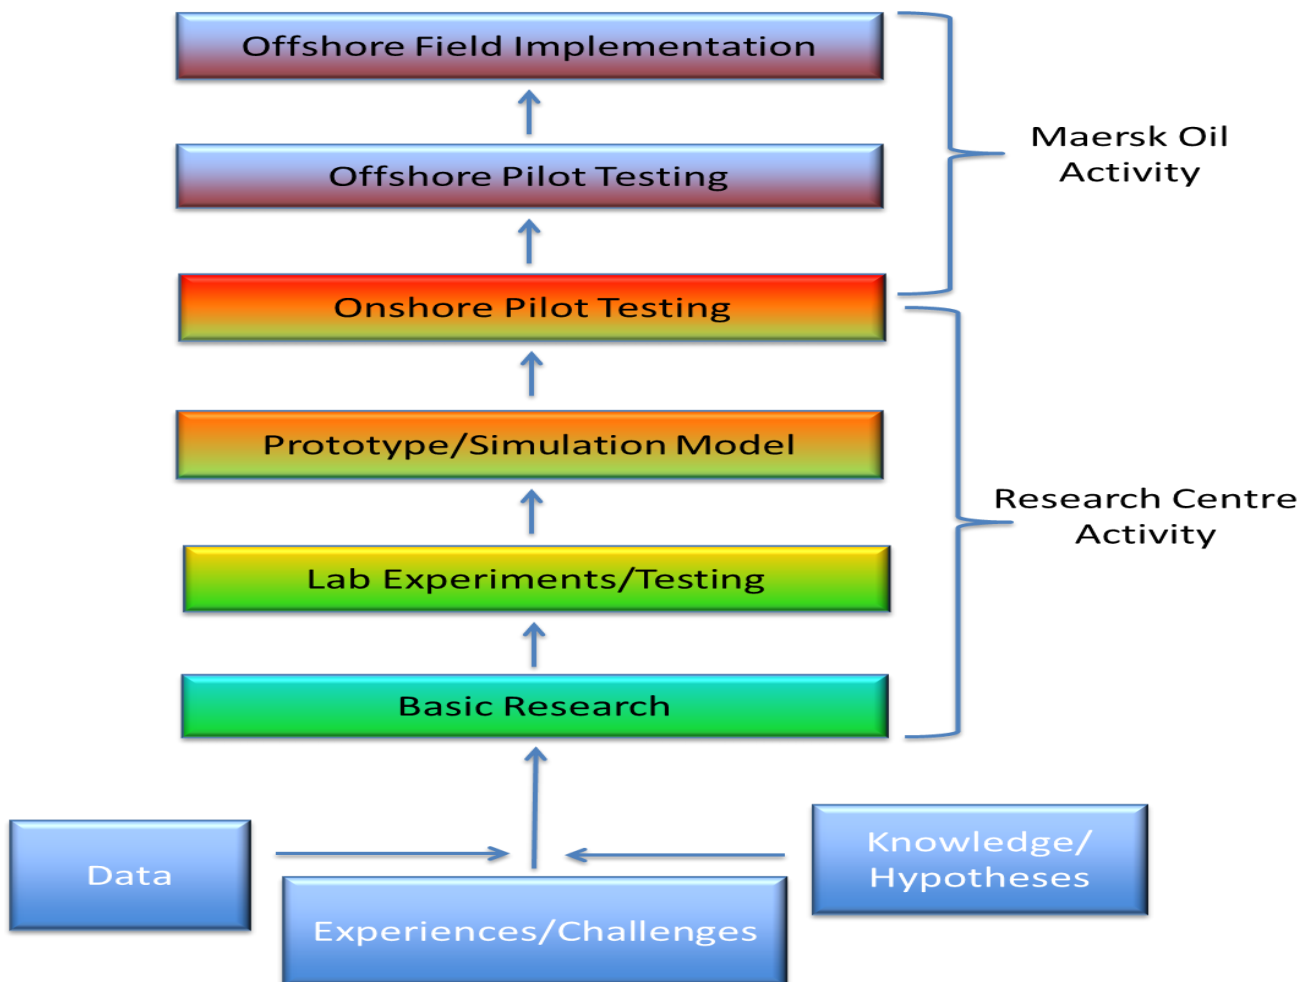 Offshore Field Implementation
Offshore Pilot Testing
Maersk Oil
Activity
Onshore Pilot Testing
Prototype/Simulation Model
Research Centre
Activity
Lab Experiments/Testing
Basic Research
Data
Knowledge/
Hypotheses
Experiences/Challenges